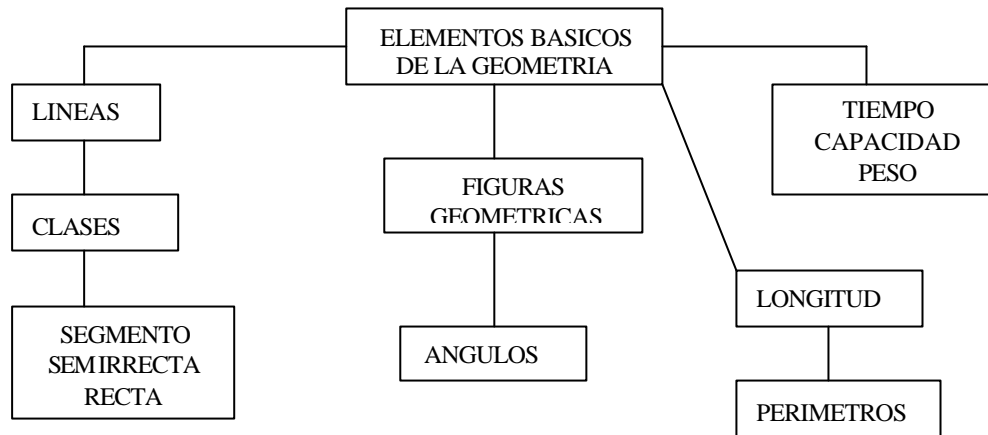 ELEMENTOS BASICOS
DE LA GEOMETRIA
LINEAS
TIEMPO
CAPACIDAD
PESO
FIGURAS
GEOMETRICAS
CLASES
LONGITUD
SEGMENTO
SEMIRRECTA
RECTA
ANGULOS
PERIMETROS